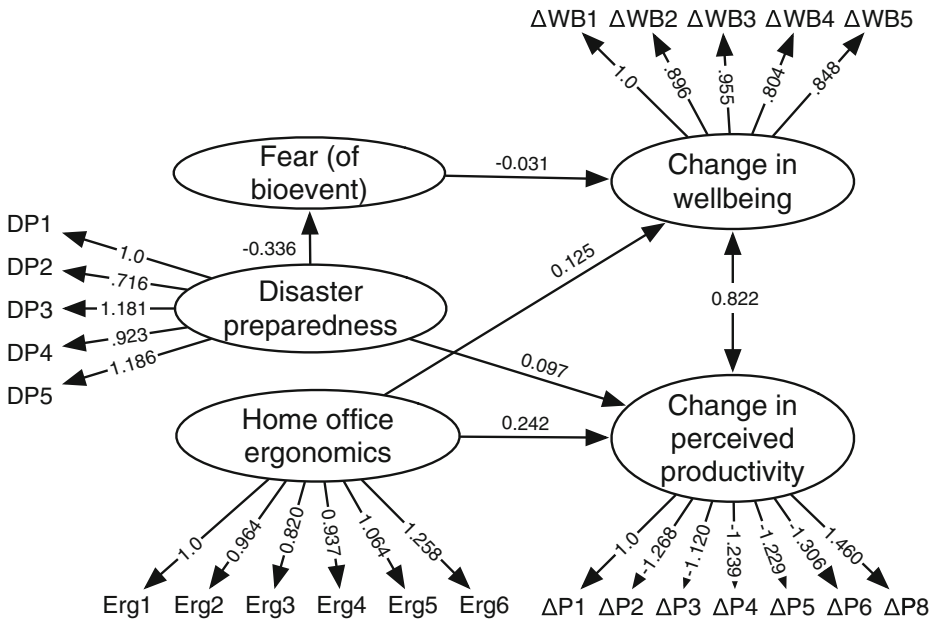 ΔWB1 ΔWB2 ΔWB3 ΔWB4 ΔWB5
1.0
.896
.955
.804
.848
Fear (of
bioevent)
-0.031
Change in
wellbeing
DP1
DP2
DP3
DP4
DP5
1.0
.716
1.181
.923
1.186
-0.336
Disaster
preparedness
0.125
0.822
0.097
Home office
ergonomics
0.242
Change in
perceived
productivity
1.0
0.964
0.820
0.937
1.064
1.258
1.0
-1.268
-1.120
-1.239
-1.229
-1.306
1.460
Erg1 Erg2 Erg3 Erg4 Erg5 Erg6
ΔP1 ΔP2 ΔP3 ΔP4 ΔP5 ΔP6 ΔP8